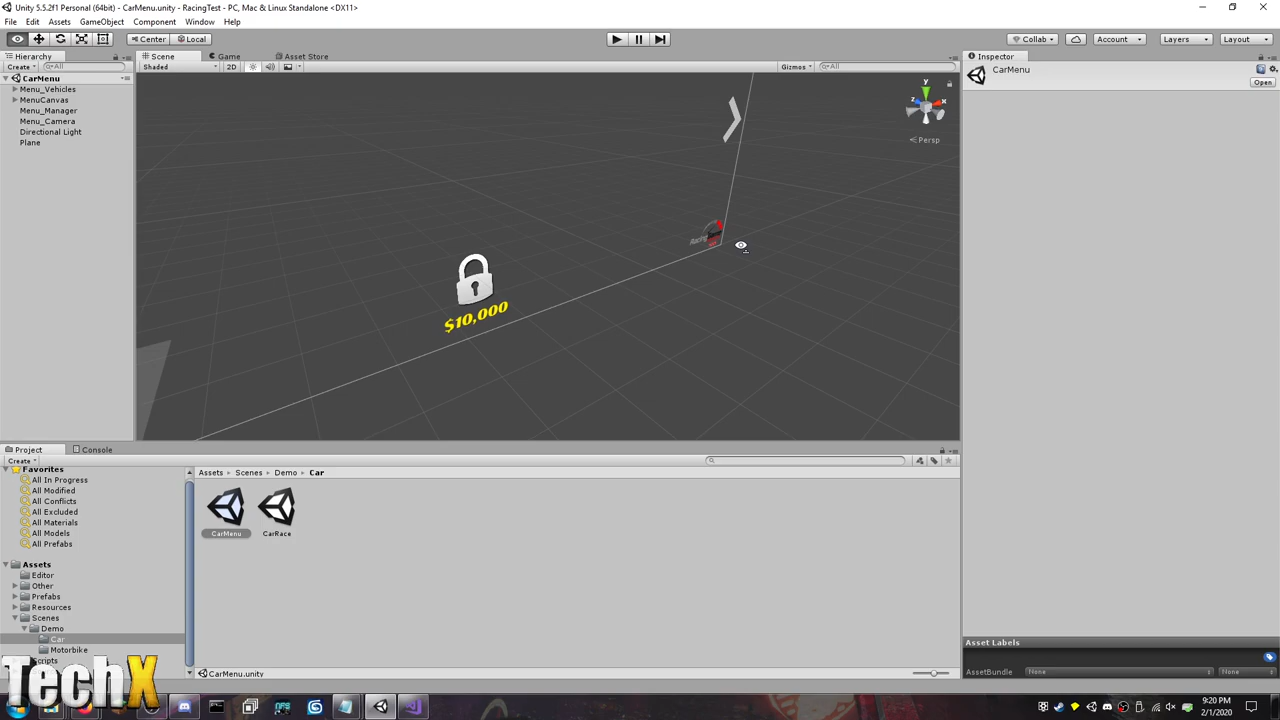 Unity 5.5.2f1 Personal (64bit) - CarMenu.unity - RacingTest - PC, Mac & Linux Standalone <DX11>
File Edit Assets GameObject Component Window Help
Center Local Collab Account Layers Layout
Hierarchy
Create All
CarMenu
Menu_Vehicles
MenuCanvas
Menu_Manager
Menu_Camera
Directional Light
Plane
Scene Game Asset Store
Shaded 2D Gizmos All
y
z x
Persp
$10,000
Inspector
CarMenu
Open
Project Console
Create
Favorites
All In Progress
All Modified
All Conflicts
All Excluded
All Materials
All Models
All Prefabs
Assets
Editor
Other
Prefabs
Resources
Scenes
Demo
Car
Motorbike
Scripts
Assets Scenes Demo Car
CarMenu CarRace
CarMenu.unity
Asset Labels
AssetBundle None None
TechX
9:20 PM
2/1/2020